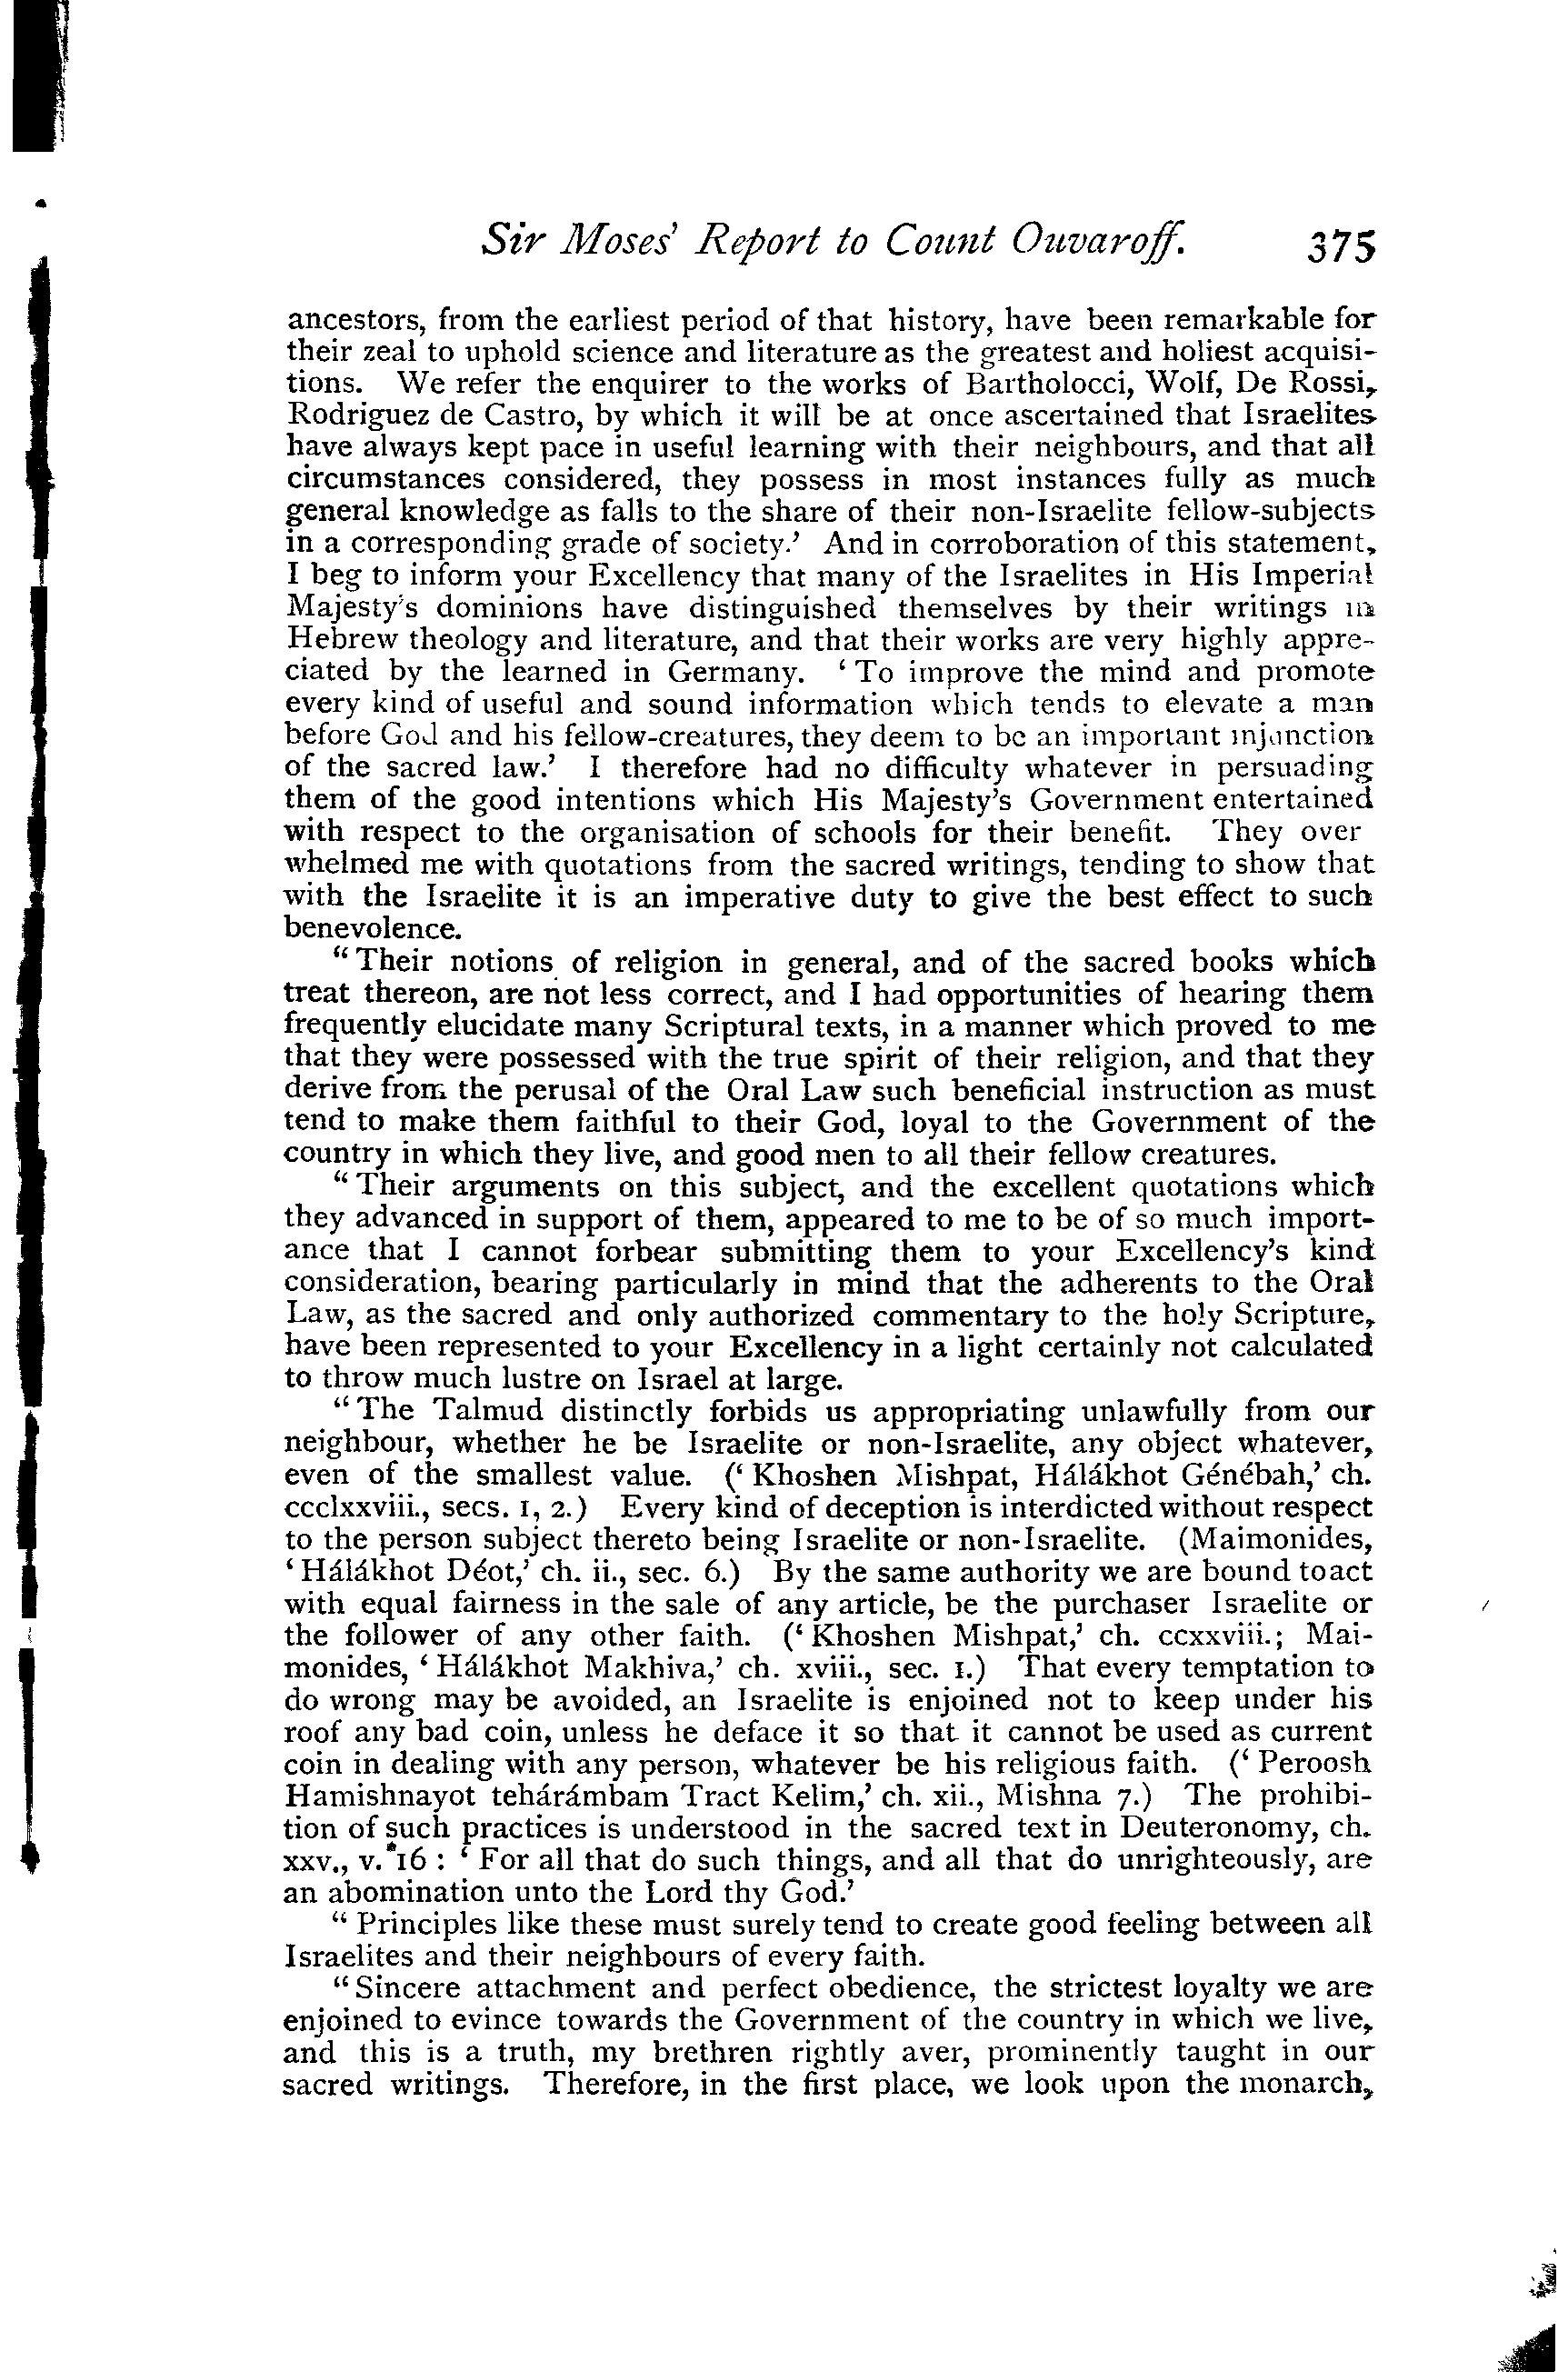 Sir Moses' Report to Count Ouvaroff. 375
ancestors, from the earliest period of that history, have been remarkable for
their zeal to uphold science and literature as the greatest and holiest acquisi-
tions. We refer the enquirer to the works of Bartholocci, Wolf, De Rossi,
Rodriguez de Castro, by which it will be at once ascertained that Israelites
have always kept pace in useful learning with their neighbours, and that all
circumstances considered, they possess in most instances fully as much
general knowledge as falls to the share of their non-Israelite fellow-subjects
in a corresponding grade of society.' And in corroboration of this statement,
I beg to inform your Excellency that many of the Israelites in His Imperial
Majesty's dominions have distinguished themselves by their writings in
Hebrew theology and literature, and that their works are very highly appre-
ciated by the learned in Germany. 'To improve the mind and promote
every kind of useful and sound information which tends to elevate a man
before God and his fellow-creatures, they deem to be an important injunction
of the sacred law.' I therefore had no difficulty whatever in persuading
them of the good intentions which His Majesty's Government entertained
with respect to the organisation of schools for their benefit. They over
whelmed me with quotations from the sacred writings, tending to show that
with the Israelite it is an imperative duty to give the best effect to such
benevolence.
"Their notions of religion in general, and of the sacred books which
treat thereon, are not less correct, and I had opportunities of hearing them
frequently elucidate many Scriptural texts, in a manner which proved to me
that they were possessed with the true spirit of their religion, and that they
derive from the perusal of the Oral Law such beneficial instruction as must
tend to make them faithful to their God, loyal to the Government of the
country in which they live, and good men to all their fellow creatures.
"Their arguments on this subject, and the excellent quotations which
they advanced in support of them, appeared to me to be of so much import-
ance that I cannot forbear submitting them to your Excellency's kind
consideration, bearing particularly in mind that the adherents to the Oral
Law, as the sacred and only authorized commentary to the holy Scripture,
have been represented to your Excellency in a light certainly not calculated
to throw much lustre on Israel at large.
"The Talmud distinctly forbids us appropriating unlawfully from our
neighbour, whether he be Israelite or non-Israelite, any object whatever,
even of the smallest value. ('Khoshen Mishpat, Hálákhot Génébah,' ch.
ccclxxviii., secs. 1, 2.) Every kind of deception is interdicted without respect
to the person subject thereto being Israelite or non-Israelite. (Maimonides,
'Hálákhot Déot,' ch. ii., sec. 6.) By the same authority we are bound to act
with equal fairness in the sale of any article, be the purchaser Israelite or
the follower of any other faith. ('Khoshen Mishpat,' ch. ccxxviii.; Mai-
monides, 'Hálákhot Makhiva,' ch. xviii., sec. 1.) That every temptation to
do wrong may be avoided, an Israelite is enjoined not to keep under his
roof any bad coin, unless he deface it so that it cannot be used as current
coin in dealing with any person, whatever be his religious faith. ('Peroosh
Hamishnayot tehárámbam Tract Kelim,' ch. xii., Mishna 7.) The prohibi-
tion of such practices is understood in the sacred text in Deuteronomy, ch.
xxv., v. 16 : 'For all that do such things, and all that do unrighteously, are
an abomination unto the Lord thy God.'
"Principles like these must surely tend to create good feeling between all
Israelites and their neighbours of every faith.
"Sincere attachment and perfect obedience, the strictest loyalty we are
enjoined to evince towards the Government of the country in which we live,
and this is a truth, my brethren rightly aver, prominently taught in our
sacred writings. Therefore, in the first place, we look upon the monarch,